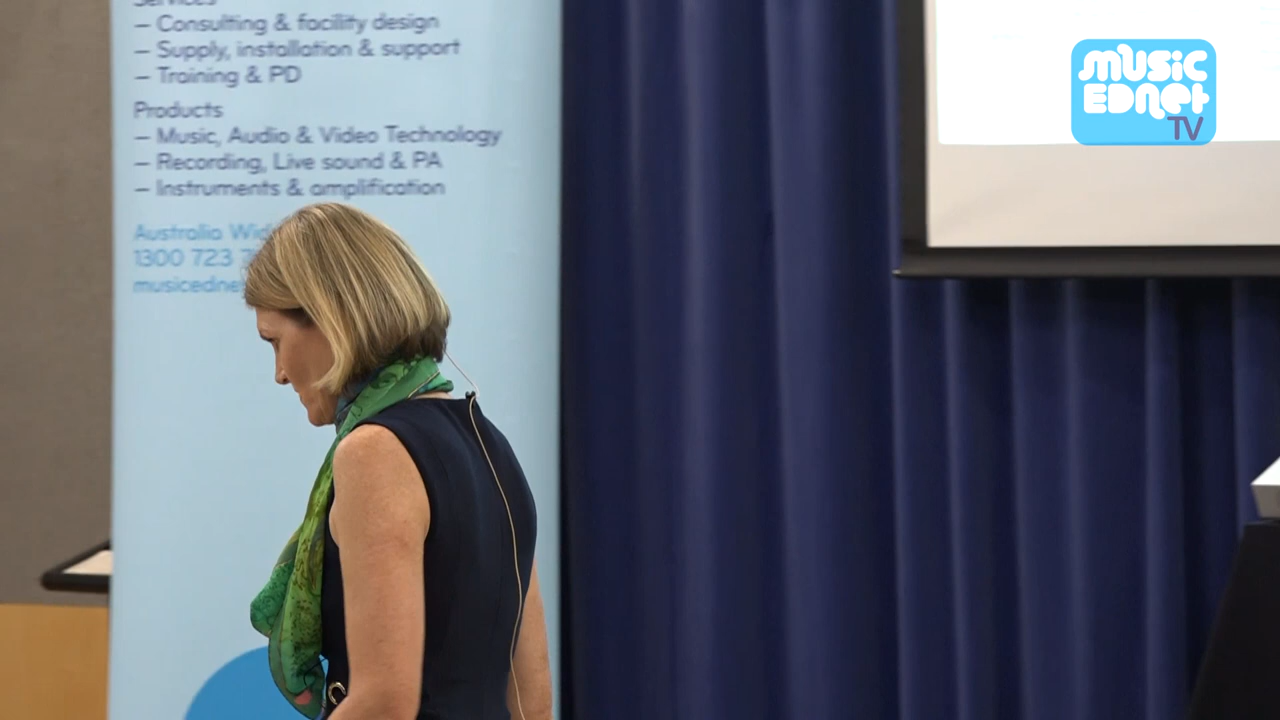 Services
– Consulting & facility design
– Supply, installation & support
– Training & PD
Products
– Music, Audio & Video Technology
– Recording, Live sound & PA
– Instruments & amplification
Australia
1300 723
MUSIC
EDNET
TV